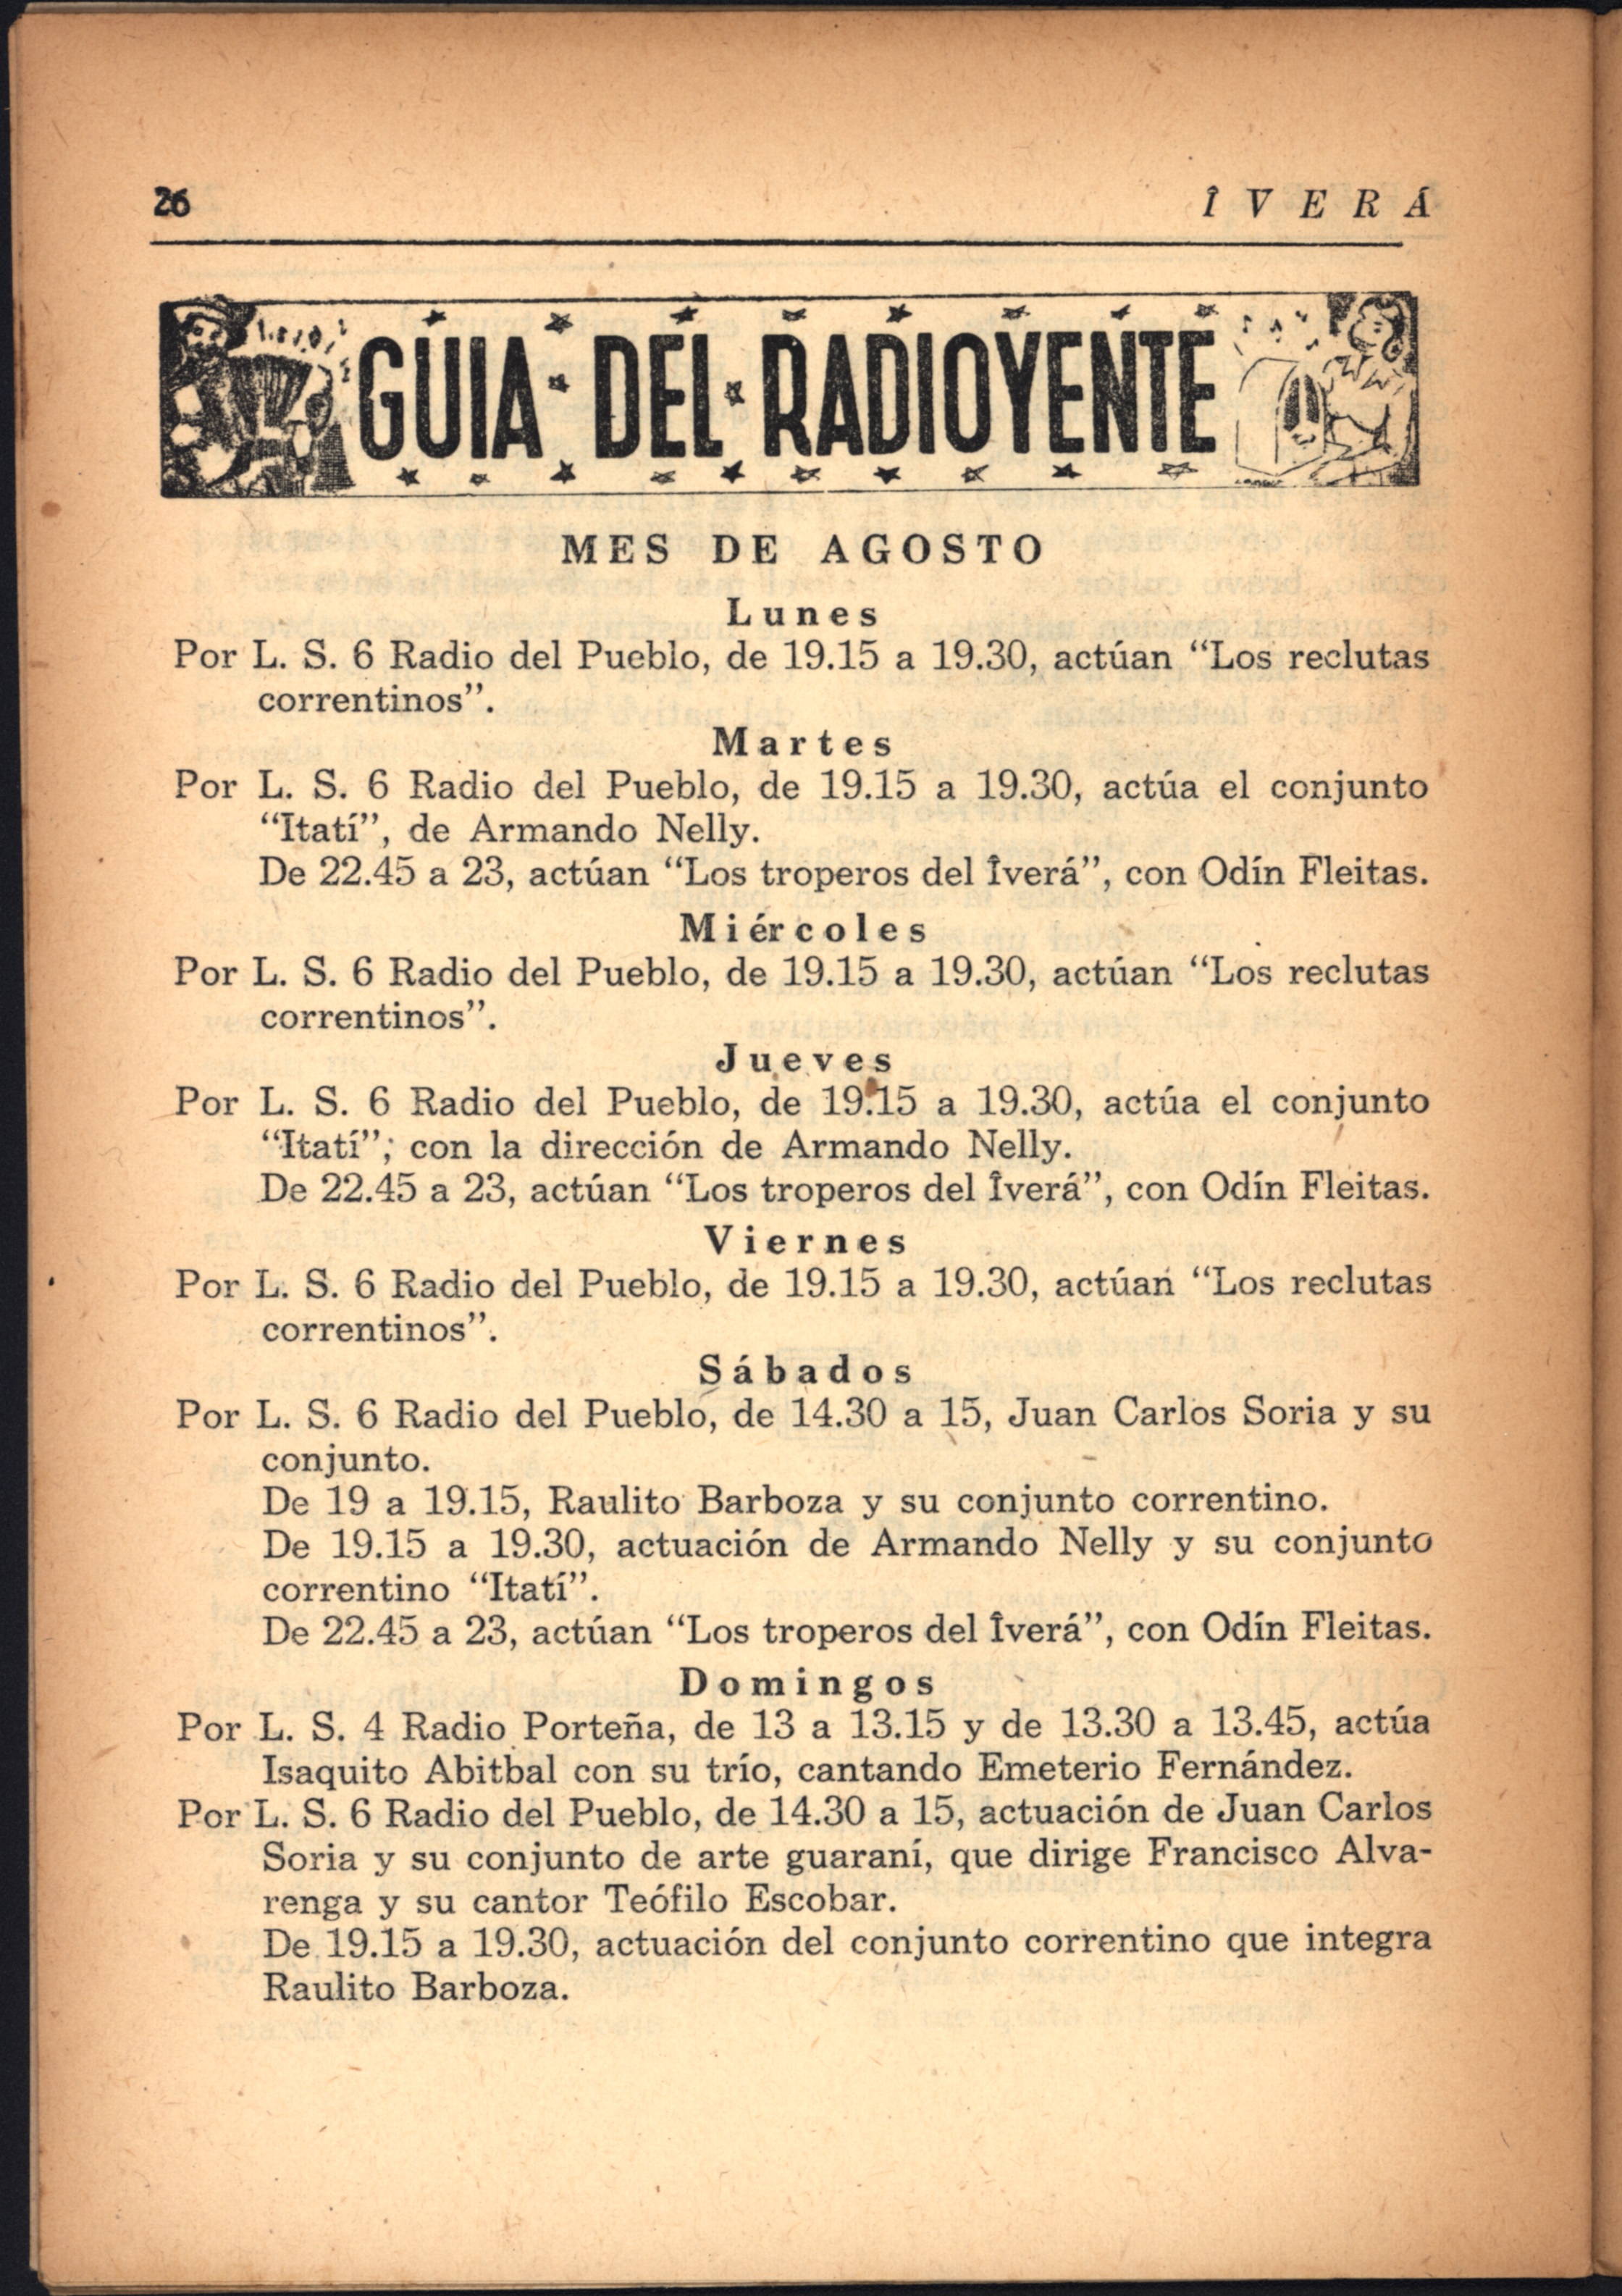 26
Î V E R Á
GUIA DEL RADIOYENTE
MES DE AGOSTO
Lunes
Por L. S. 6 Radio del Pueblo, de 19.15 a 19.30, actúan “Los reclutas
correntinos”.
Martes
Por L. S. 6 Radio del Pueblo, de 19.15 a 19.30, actúa el conjunto
“Itatí”, de Armando Nelly.
De 22.45 a 23, actúan “Los troperos del Îverá”, con Odín Fleitas.
Miércoles
Por L. S. 6 Radio del Pueblo, de 19.15 a 19.30, actúan “Los reclutas
correntinos”.
Jueves
Por L. S. 6 Radio del Pueblo, de 19.15 a 19.30, actúa el conjunto
“Itatí”; con la dirección de Armando Nelly.
De 22.45 a 23, actúan “Los troperos del Îverá”, con Odín Fleitas.
Viernes
Por L. S. 6 Radio del Pueblo, de 19.15 a 19.30, actúan “Los reclutas
correntinos”.
Sábados
Por L. S. 6 Radio del Pueblo, de 14.30 a 15, Juan Carlos Soria y su
conjunto.
De 19 a 19.15, Raulito Barboza y su conjunto correntino.
De 19.15 a 19.30, actuación de Armando Nelly y su conjunto
correntino “Itatí”.
De 22.45 a 23, actúan “Los troperos del Îverá”, con Odín Fleitas.
Domingos
Por L. S. 4 Radio Porteña, de 13 a 13.15 y de 13.30 a 13.45, actúa
Isaquito Abitbal con su trío, cantando Emeterio Fernández.
Por L. S. 6 Radio del Pueblo, de 14.30 a 15, actuación de Juan Carlos
Soria y su conjunto de arte guaraní, que dirige Francisco Alva-
renga y su cantor Teófilo Escobar.
De 19.15 a 19.30, actuación del conjunto correntino que integra
Raulito Barboza.